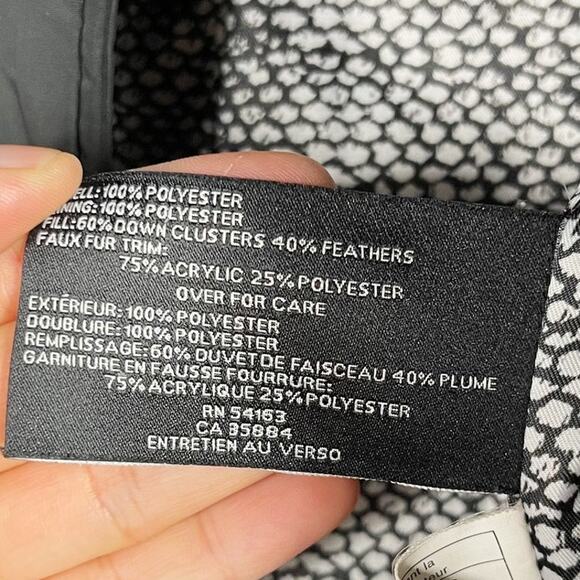 ELL: 100% POLYESTER
NING: 100% POLYESTER
FILL: 60% DOWN CLUSTERS 40% FEATHERS
FAUX FUR TRIM:
75% ACRYLIC 25% POLYESTER
OVER FOR CARE
EXTÉRIEUR: 100% POLYESTER
DOUBLURE: 100% POLYESTER
REMPLISSAGE: 60% DUVET DE FAISCEAU 40% PLUME
GARNITURE EN FAUSSE FOURRURE:
75% ACRYLIQUE 25% POLYESTER
RN 54163
CA 35884
ENTRETIEN AU VERSO
ant la